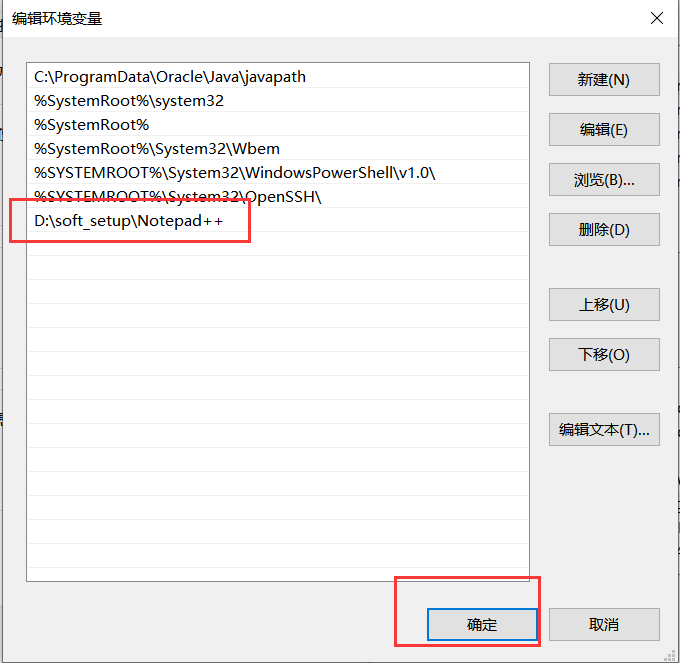 编辑环境变量
C:\ProgramData\Oracle\Java\javapath
%SystemRoot%\system32
%SystemRoot%
%SystemRoot%\System32\Wbem
%SYSTEMROOT%\System32\WindowsPowerShell\v1.0\
%SYSTEMROOT%\System32\OpenSSH\
D:\soft_setup\Notepad++
新建(N)
编辑(E)
浏览(B)...
删除(D)
上移(U)
下移(O)
编辑文本(T)...
确定
取消